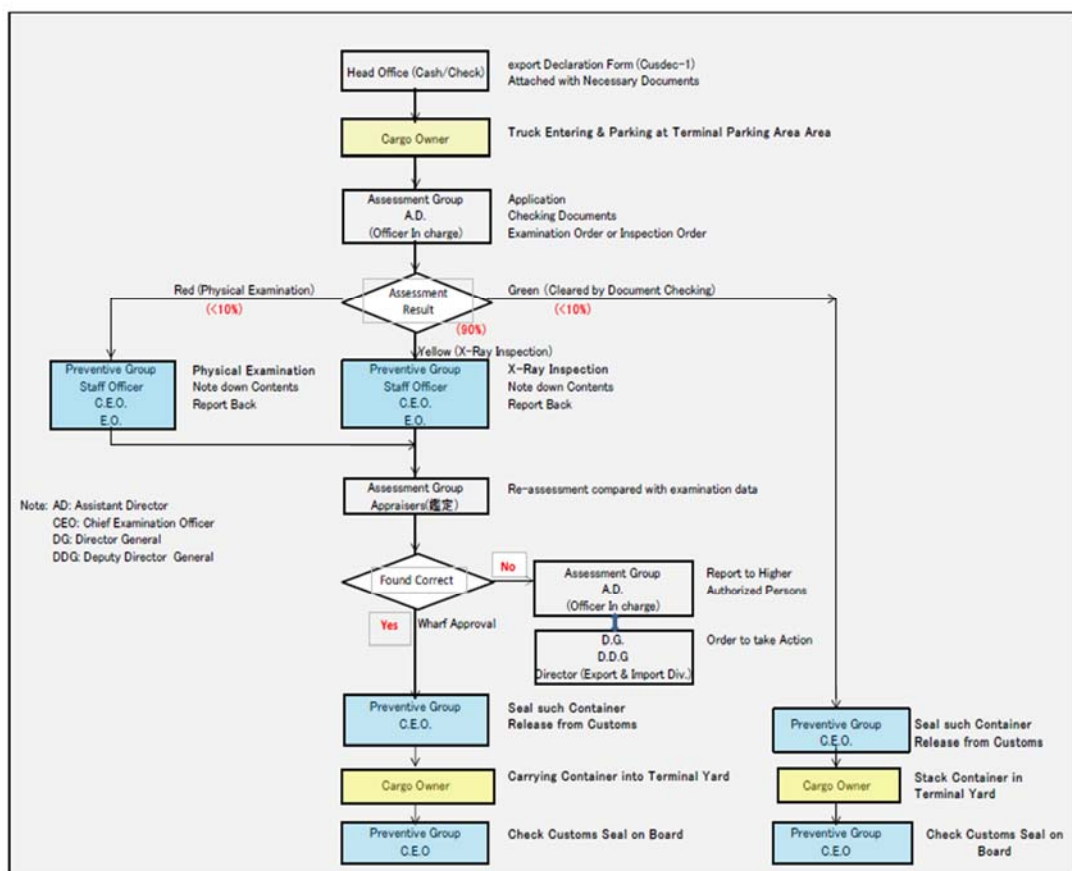 Head Office (Cash/Check)
export Declaration Form (Cusdec-1)
Attached with Necessary Documents
Cargo Owner
Truck Entering & Parking at Terminal Parking Area Area
Assessment Group
A.D.
(Officer In charge)
Application
Checking Documents
Examination Order or Inspection Order
Red (Physical Examination)
(<10%)
Assessment
Result
Green (Cleared by Document Checking)
(<10%)
(90%)
Yellow (X-Ray Inspection)
Preventive Group
Staff Officer
C.E.O.
E.O.
Physical Examination
Note down Contents
Report Back
Preventive Group
Staff Officer
C.E.O.
E.O.
X-Ray Inspection
Note down Contents
Report Back
Assessment Group
Appraisers(鑑定)
Re-assessment compared with examination data
Note: AD: Assistant Director
CEO: Chief Examination Officer
DG: Director General
DDG: Deputy Director General
Found Correct
No
Assessment Group
A.D.
(Officer In charge)
Report to Higher
Authorized Persons
Yes
Wharf Approval
D.G.
D.D.G
Director (Export & Import Div.)
Order to take Action
Preventive Group
C.E.O.
Seal such Container
Release from Customs
Preventive Group
C.E.O.
Seal such Container
Release from Customs
Cargo Owner
Carrying Container into Terminal Yard
Cargo Owner
Stack Container in
Terminal Yard
Preventive Group
C.E.O
Check Customs Seal on Board
Preventive Group
C.E.O
Check Customs Seal on
Board